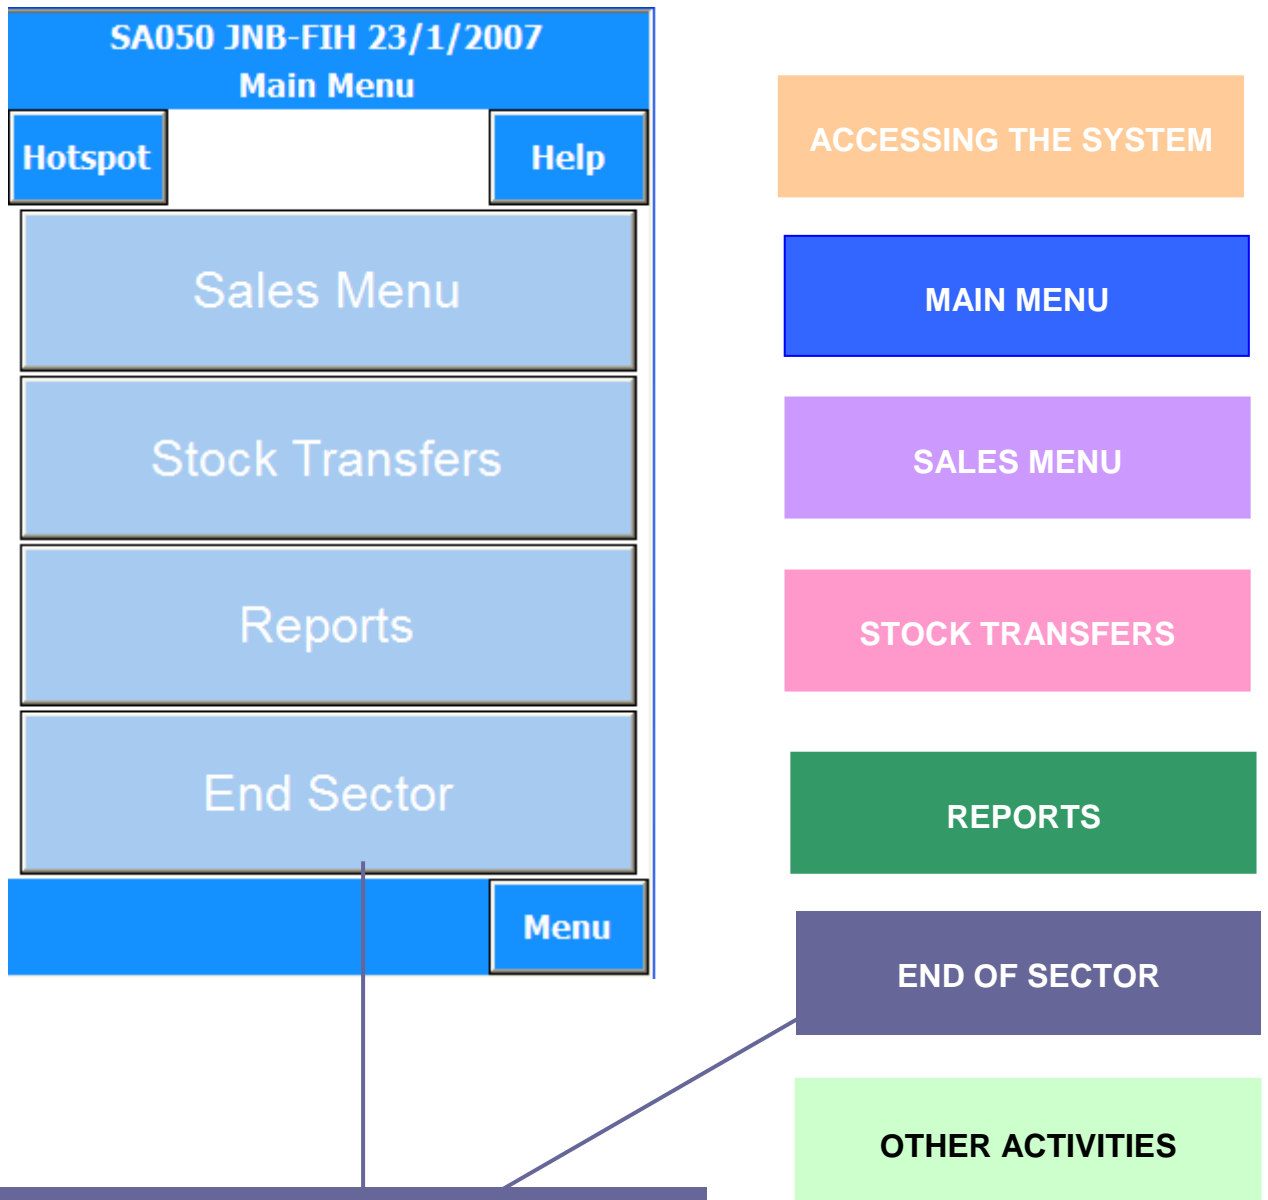 SA050 JNB-FIH 23/1/2007
Main Menu
Hotspot
Help
Sales Menu
Stock Transfers
Reports
End Sector
Menu
ACCESSING THE SYSTEM
MAIN MENU
SALES MENU
STOCK TRANSFERS
REPORTS
END OF SECTOR
OTHER ACTIVITIES